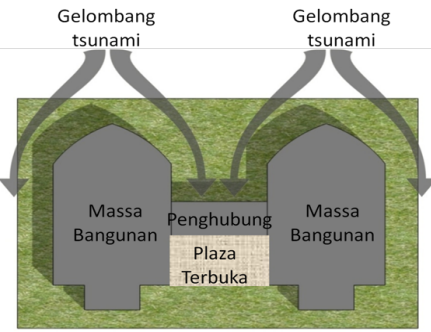 Gelombang
tsunami
Gelombang
tsunami
Massa
Bangunan
Penghubung
Massa
Bangunan
Plaza
Terbuka